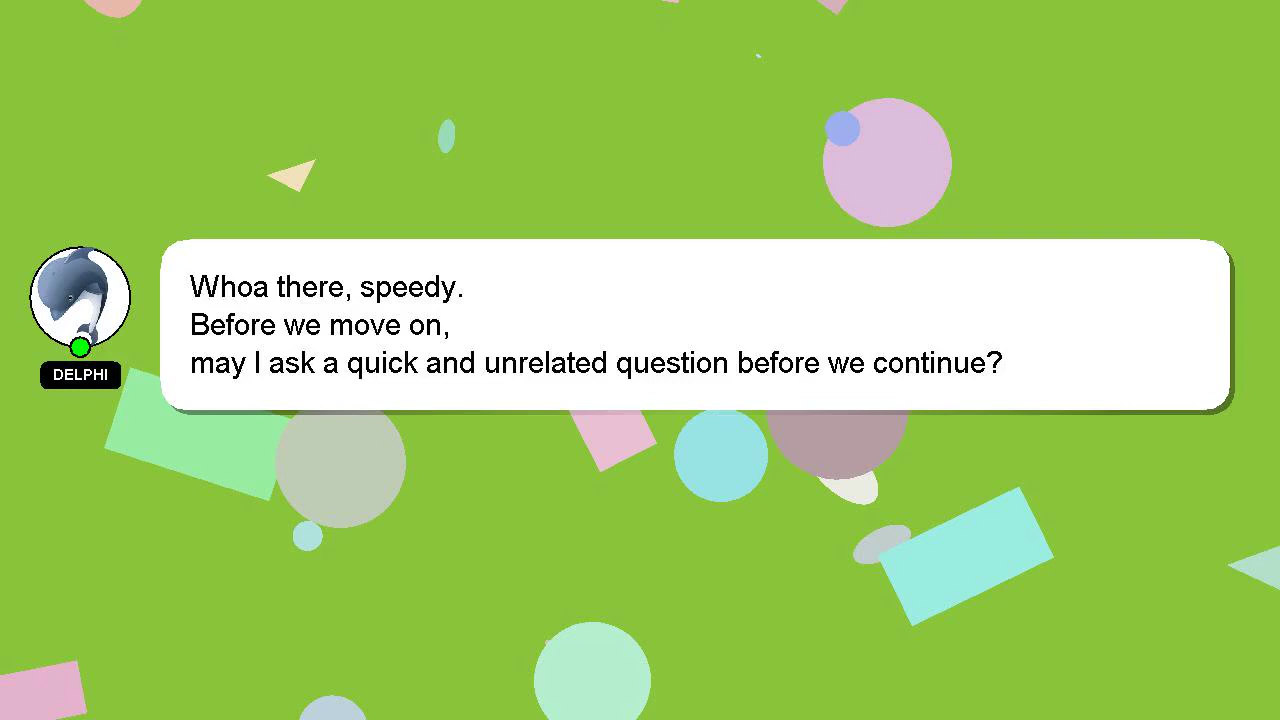 Whoa there, speedy.
Before we move on,
may I ask a quick and unrelated question before we continue?
DELPHI